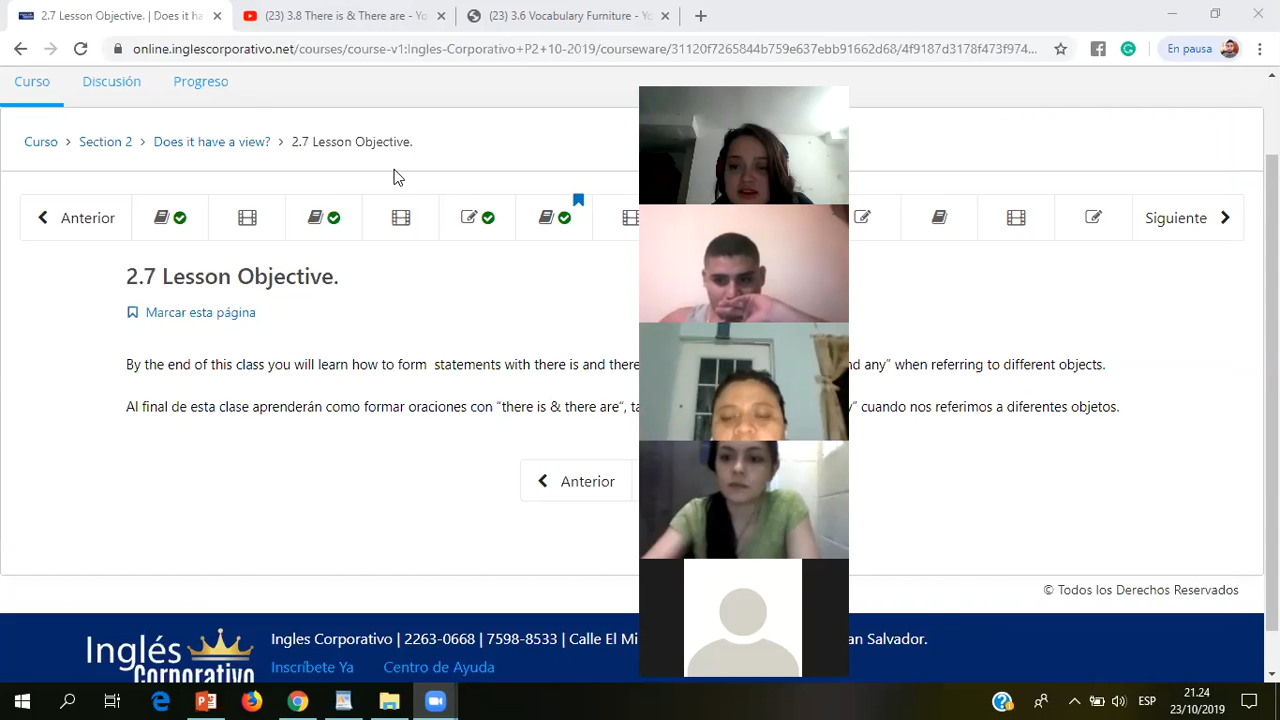 2.7 Lesson Objective. | Does it ha
(23) 3.8 There is & There are - Yo
(23) 3.6 Vocabulary Furniture - Yo
online.inglescorporativo.net/courses/course-v1:Ingles-Corporativo+P2+10-2019/courseware/31120f7265844b759e637ebb91662d68/4f9187d3178f473f974...
En pausa
Curso Discusión Progreso
Curso > Section 2 > Does it have a view? > 2.7 Lesson Objective.
Anterior Siguiente
2.7 Lesson Objective.
Marcar esta página
By the end of this class you will learn how to form statements with there is and there nd any” when referring to different objects.
Al final de esta clase aprenderán como formar oraciones con “there is & there are”, ta y” cuando nos referimos a diferentes objetos.
Anterior
© Todos los Derechos Reservados
Inglés Corporativo
Ingles Corporativo | 2263-0668 | 7598-8533 | Calle El Mi an Salvador.
Inscríbete Ya Centro de Ayuda
ESP
21.24
23/10/2019